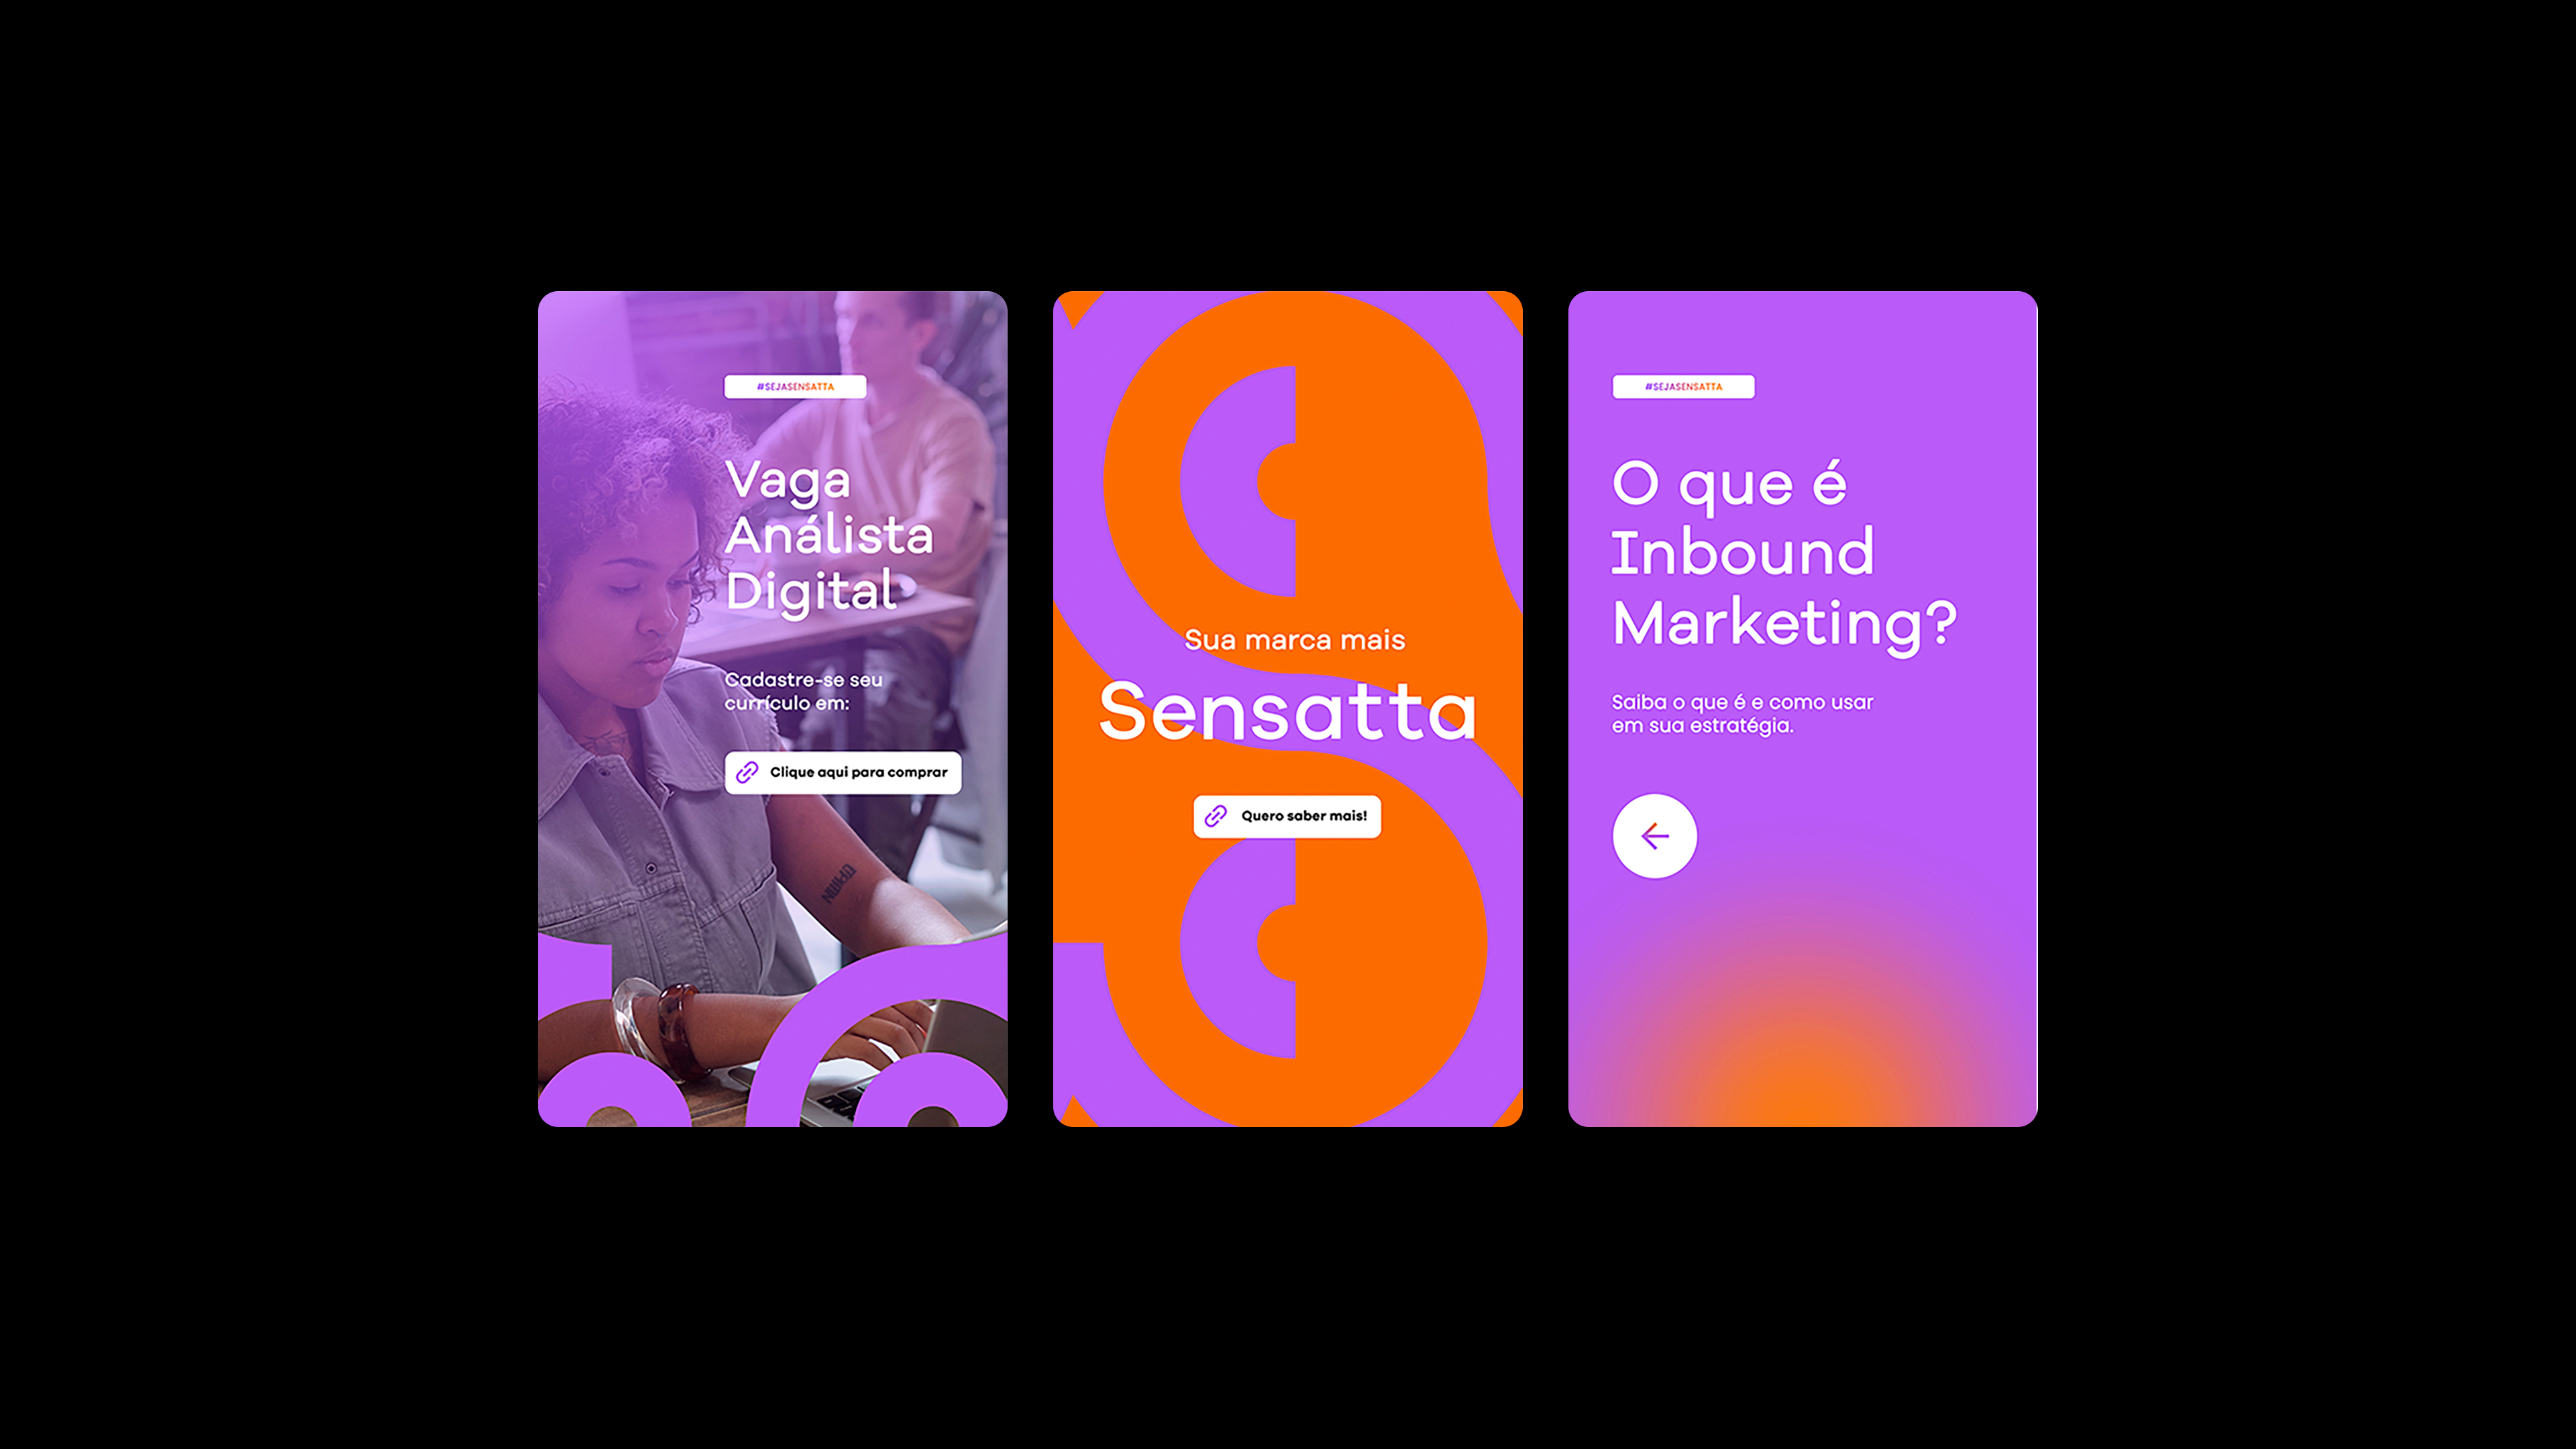 #SEJASENSATTA
Vaga
Análista
Digital
Cadastre-se seu
currículo em:
Clique aqui para comprar
Sua marca mais
Sensatta
Quero saber mais!
#SEJASENSATTA
O que é
Inbound
Marketing?
Saiba o que é e como usar
em sua estratégia.